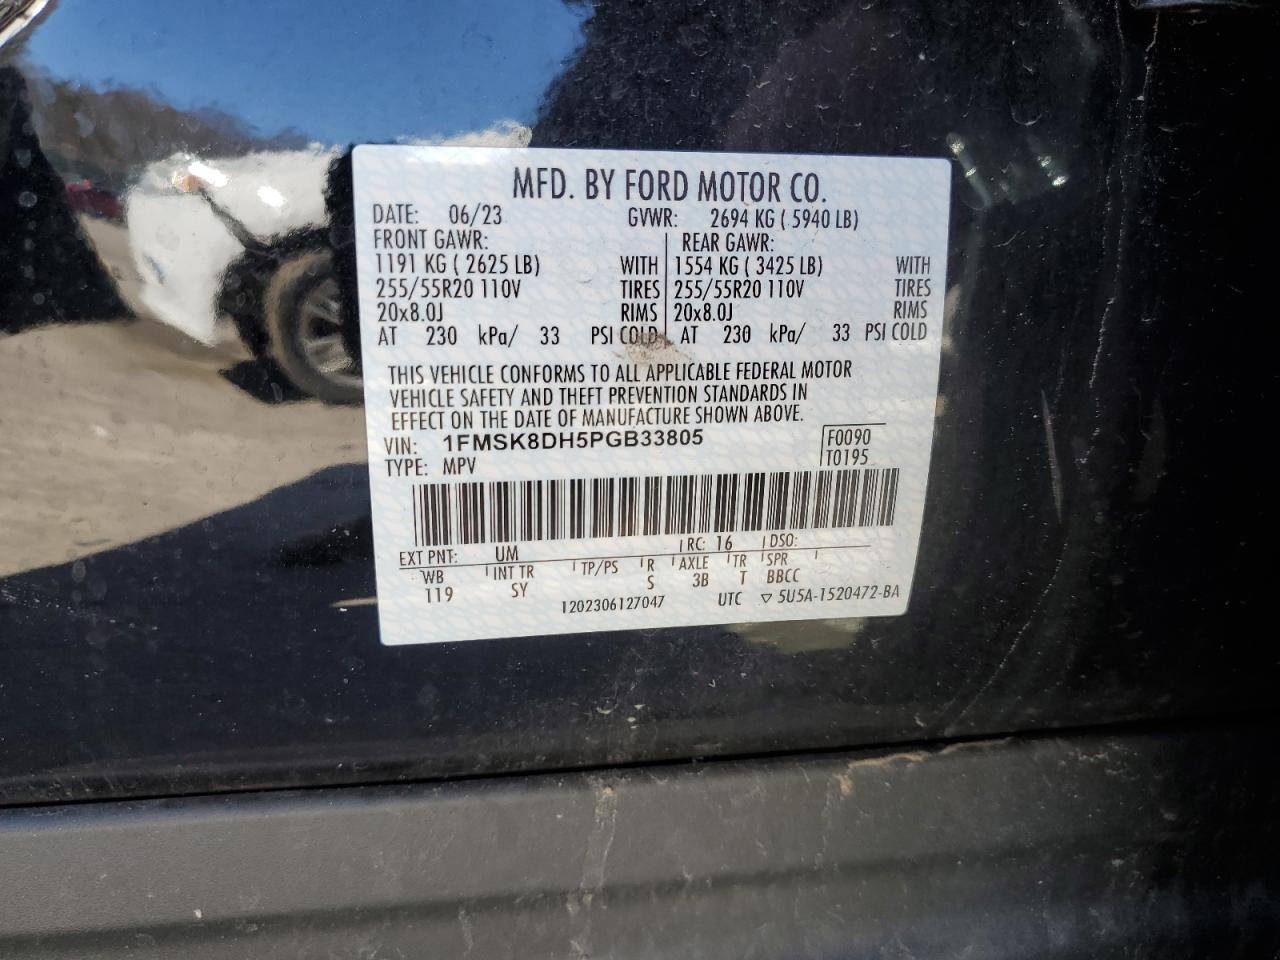 MFD. BY FORD MOTOR CO.
DATE: 06/23 GVWR: 2694 KG ( 5940 LB)
FRONT GAWR: REAR GAWR:
1191 KG ( 2625 LB) WITH 1554 KG ( 3425 LB) WITH
255/55R20 110V TIRES 255/55R20 110V TIRES
20x8.0J RIMS 20x8.0J RIMS
AT 230 kPa/ 33 PSI COLD AT 230 kPa/ 33 PSI COLD
THIS VEHICLE CONFORMS TO ALL APPLICABLE FEDERAL MOTOR
VEHICLE SAFETY AND THEFT PREVENTION STANDARDS IN
EFFECT ON THE DATE OF MANUFACTURE SHOWN ABOVE.
VIN: 1FMSK8DH5PGB33805 F0090
TYPE: MPV T0195
EXT PNT: UM RC: 16 DSO:
WB INT TR TP/PS R AXLE TR SPR
119 SY S 3B T BBCC
1202306127047 UTC ▽ 5U5A-1520472-BA